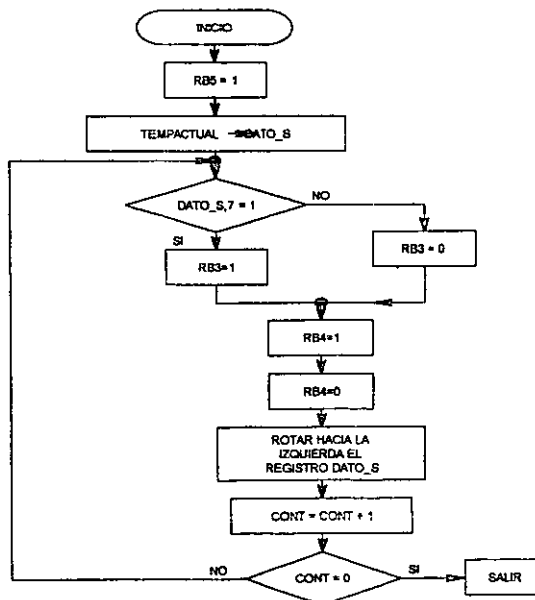 INICIO
RB5 = 1
TEMPACTUAL → DATO_S
DATO_S,7 = 1
NO
SI
RB3=1
RB3 = 0
RB4=1
RB4=0
ROTAR HACIA LA
IZQUIERDA EL
REGISTRO DATO_S
CONT = CONT + 1
NO
CONT = 0
SI
SALIR